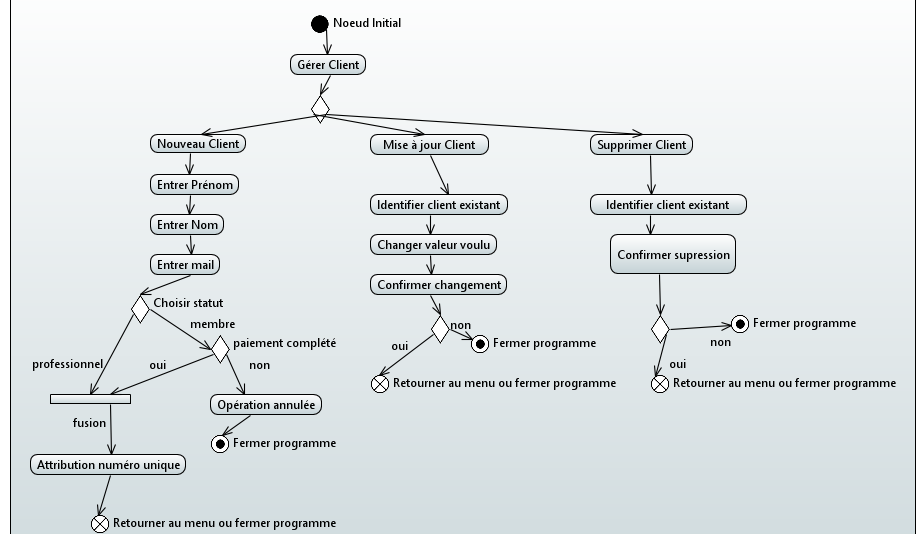 Noeud Initial
Gérer Client
Nouveau Client
Mise à jour Client
Supprimer Client
Entrer Prénom
Identifier client existant
Identifier client existant
Entrer Nom
Changer valeur voulu
Confirmer supression
Entrer mail
Confirmer changement
Choisir statut
membre
non
Fermer programme
paiement complété
Fermer programme
non
oui
professionnel
oui
non
oui
Retourner au menu ou fermer programme
Retourner au menu ou fermer programme
Opération annulée
fusion
Fermer programme
Attribution numéro unique
Retourner au menu ou fermer programme